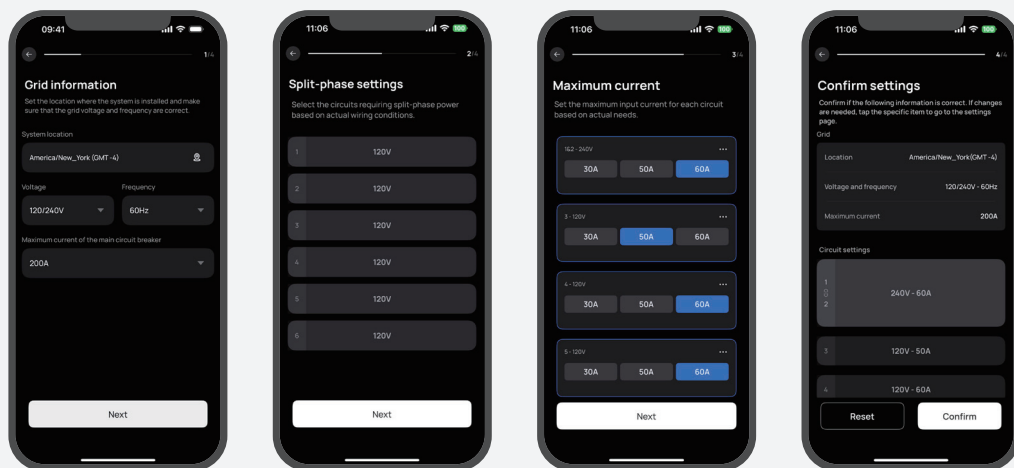 09:41
1/4
Grid information
Set the location where the system is installed and make
sure that the grid voltage and frequency are correct.
System location
America/New_York (GMT -4)
Voltage
Frequency
120/240V
60Hz
Maximum current of the main circuit breaker
200A
Next
11:06
100
2/4
Split-phase settings
Select the circuits requiring split-phase power
based on actual wiring conditions.
1
120V
2
120V
3
120V
4
120V
5
120V
6
120V
Next
11:06
100
3/4
Maximum current
Set the maximum input current for each circuit
based on actual needs.
1&2 - 240V
30A
50A
60A
3 - 120V
30A
50A
60A
4 - 120V
30A
50A
60A
5 - 120V
30A
50A
60A
Next
11:06
100
4/4
Confirm settings
Confirm if the following information is correct. If changes
are needed, tap the specific item to go to the settings
page.
Grid
Location
America/New_York(GMT -4)
Voltage and frequency
120/240V - 60Hz
Maximum current
200A
Circuit settings
1
2
240V - 60A
3
120V - 50A
4
120V - 60A
Reset
Confirm